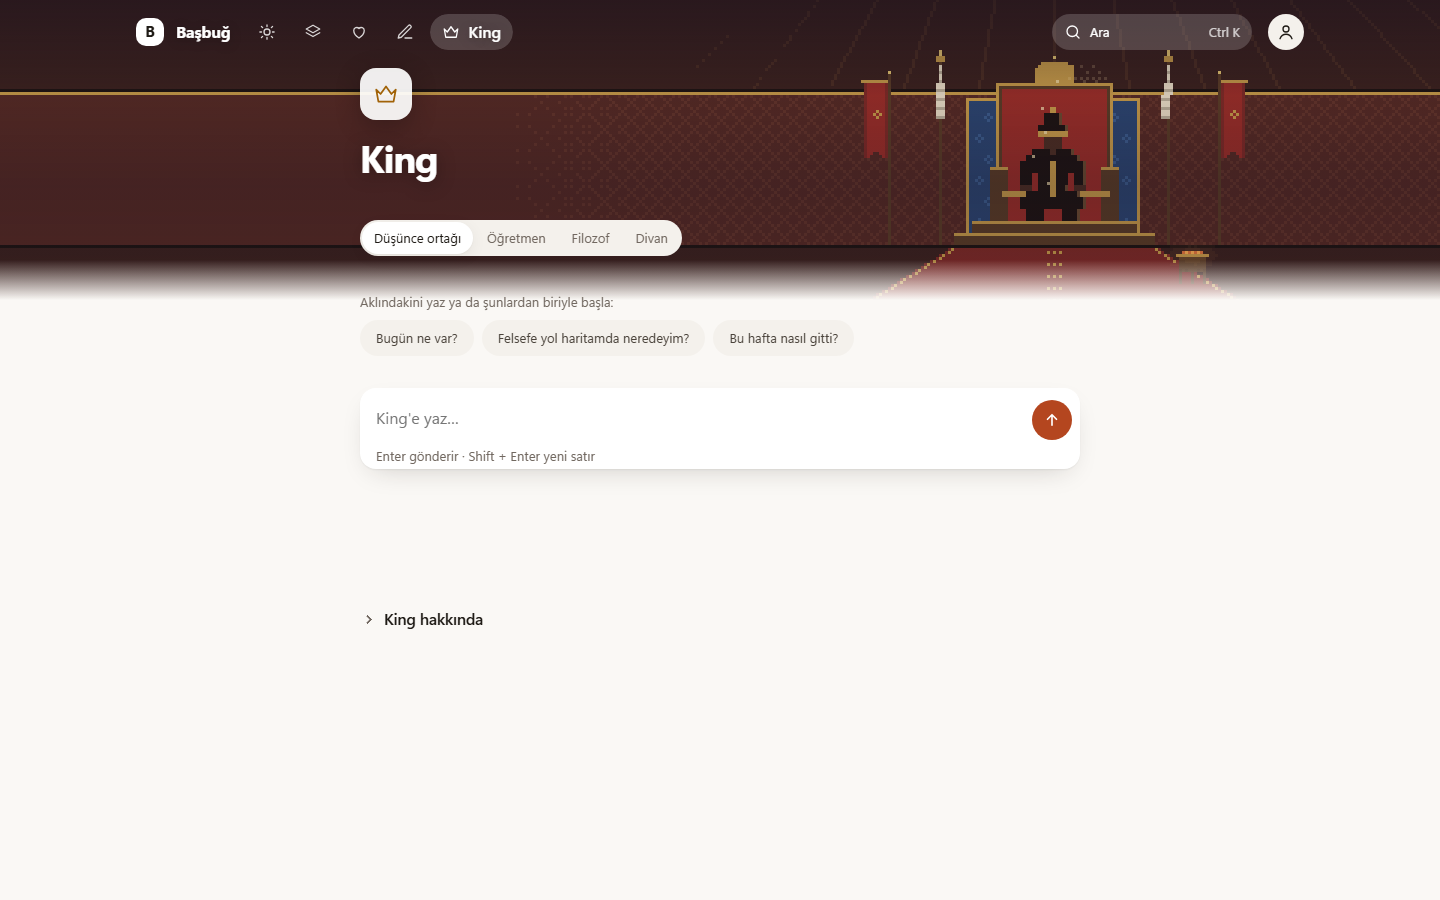 B Başbuğ King Ara Ctrl K
King
Düşünce ortağı Öğretmen Filozof Divan
Aklındakini yaz ya da şunlardan biriyle başla:
Bugün ne var? Felsefe yol haritamda neredeyim? Bu hafta nasıl gitti?
King'e yaz...
Enter gönderir · Shift + Enter yeni satır
King hakkında